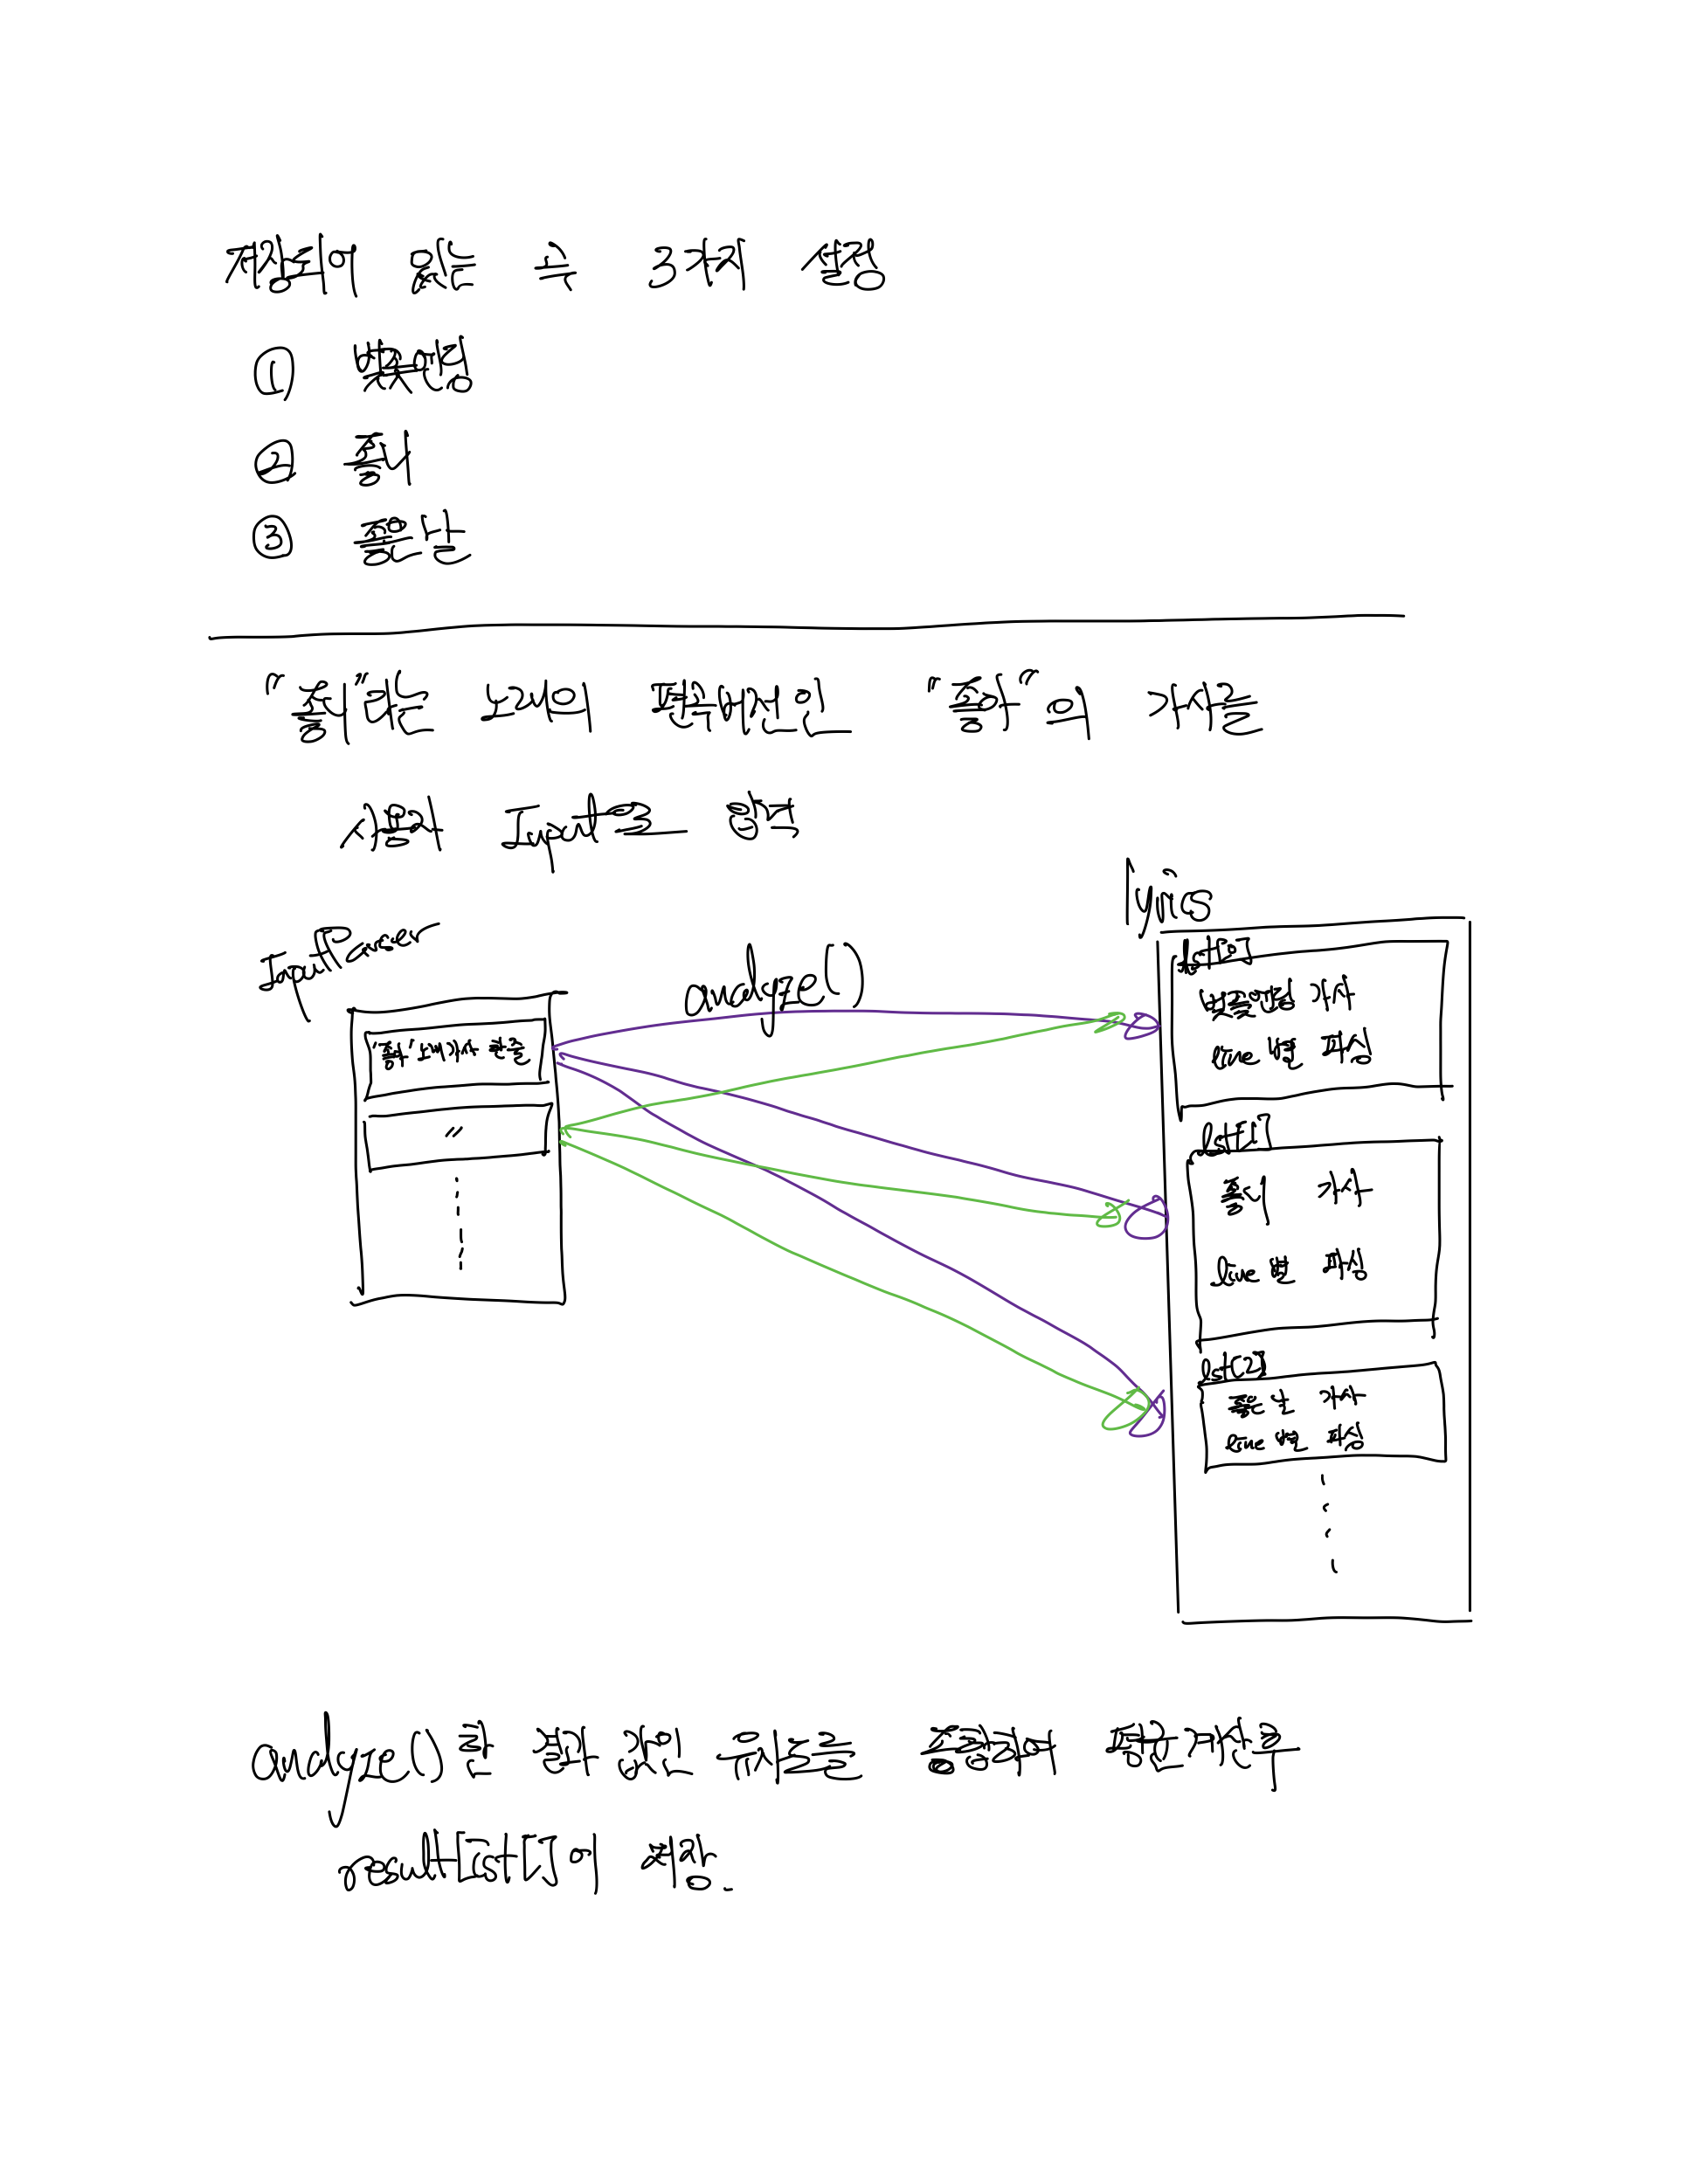 저장되어 있는 곡 3가지 설정
① 벚꽃엔딩
② 좋니
③ 좋은날
"좋니"라는 노래의 편곡버전인 "좋아"의 가사를
사용자 Input으로 입력
InputParser
"좋아" 노래 가사 한 줄
〃
analyze()
lyrics
lst[0]
벚꽃엔딩 가사
line 별 파싱
lst[1]
좋니 가사
line 별 파싱
lst[2]
좋은 날 가사
line 별 파싱
analyze() 한 결과 값인 유사도를 종합하여 평균계산 후
resultList[]에 저장.